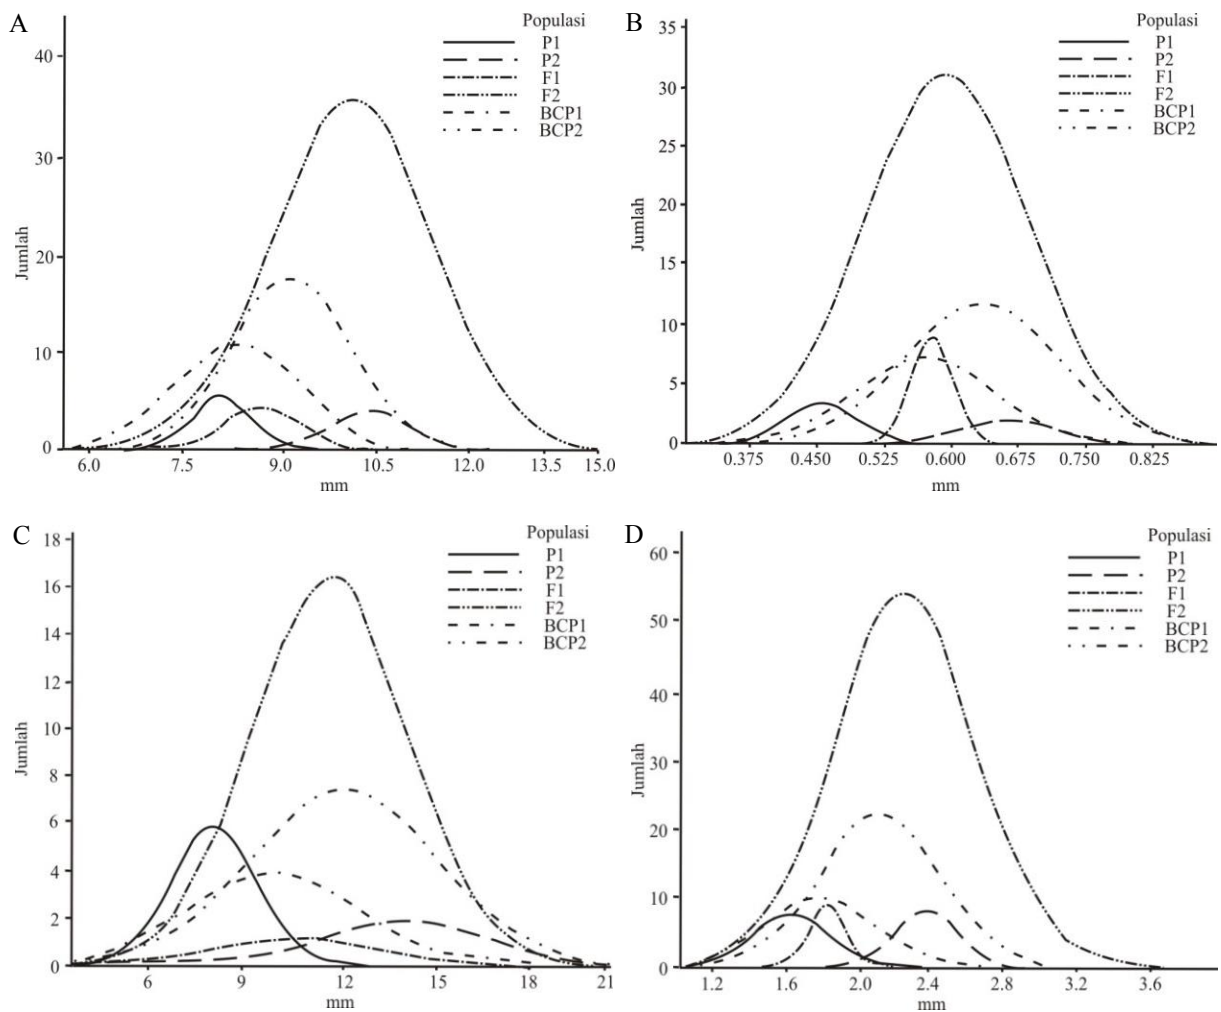 A
Populasi
P1
P2
F1
F2
BCP1
BCP2
Jumlah
40
30
20
10
0
6.0 7.5 9.0 10.5 12.0 13.5 15.0
mm
B
Populasi
P1
P2
F1
F2
BCP1
BCP2
Jumlah
35
30
25
20
15
10
5
0
0.375 0.450 0.525 0.600 0.675 0.750 0.825
mm
C
Populasi
P1
P2
F1
F2
BCP1
BCP2
Jumlah
18
16
14
12
10
8
6
4
2
0
6 9 12 15 18 21
mm
D
Populasi
P1
P2
F1
F2
BCP1
BCP2
Jumlah
60
50
40
30
20
10
0
1.2 1.6 2.0 2.4 2.8 3.2 3.6
mm